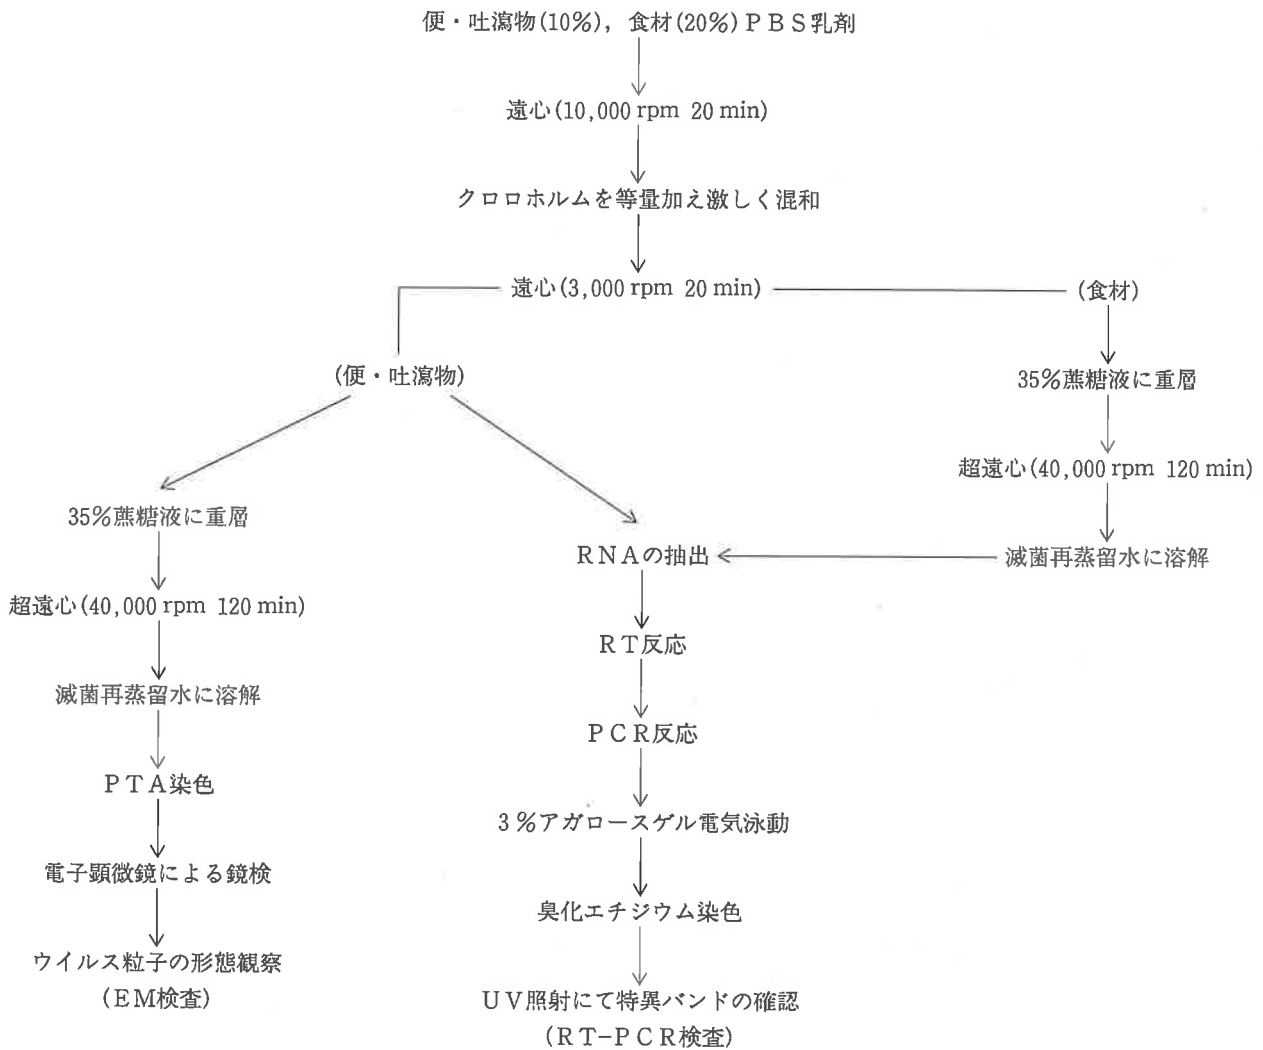 便・吐瀉物(10%), 食材(20%)ＰＢＳ乳剤
遠心(10,000 rpm 20 min)
クロロホルムを等量加え激しく混和
遠心(3,000 rpm 20 min)
(食材)
(便・吐瀉物)
35%蔗糖液に重層
超遠心(40,000 rpm 120 min)
滅菌再蒸留水に溶解
35%蔗糖液に重層
超遠心(40,000 rpm 120 min)
滅菌再蒸留水に溶解
ＰＴＡ染色
電子顕微鏡による鏡検
ウイルス粒子の形態観察
(ＥＭ検査)
ＲＮＡの抽出
ＲＴ反応
ＰＣＲ反応
３%アガロースゲル電気泳動
臭化エチジウム染色
ＵＶ照射にて特異バンドの確認
(ＲＴ−ＰＣＲ検査)